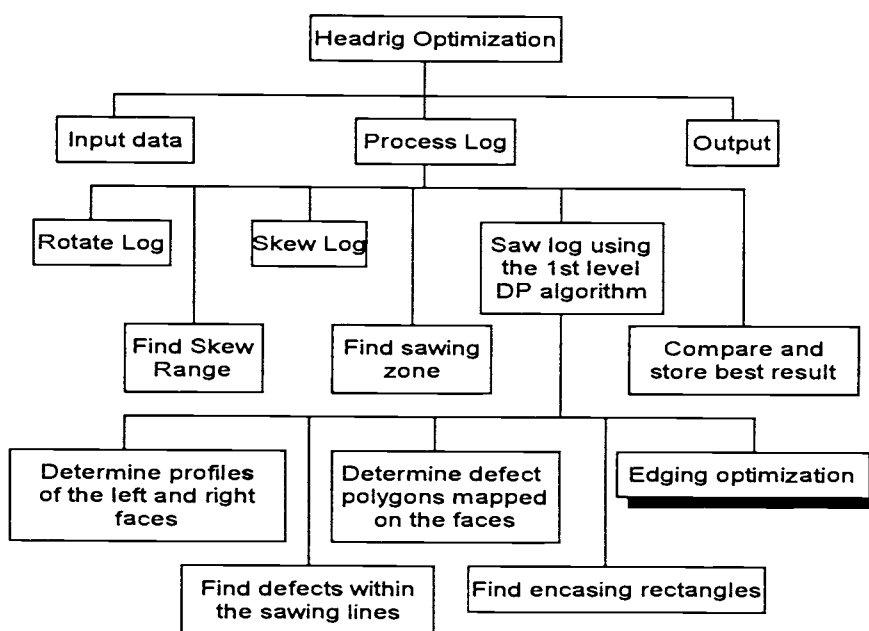 Headrig Optimization
Input data
Process Log
Output
Rotate Log
Skew Log
Saw log using
the 1st level
DP algorithm
Find Skew
Range
Find sawing
zone
Compare and
store best result
Determine profiles
of the left and right
faces
Determine defect
polygons mapped
on the faces
Edging optimization
Find defects within
the sawing lines
Find encasing rectangles